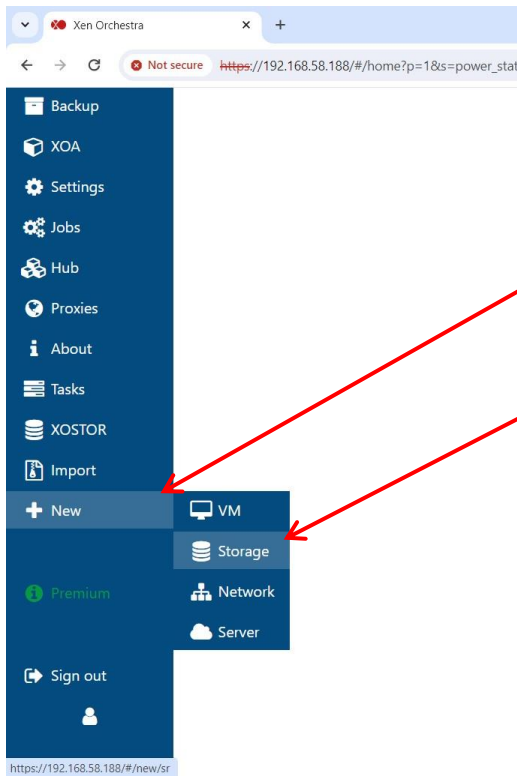 Xen Orchestra
Not secure https://192.168.58.188/#/home?p=1&s=power_stat
Backup
XOA
Settings
Jobs
Hub
Proxies
About
Tasks
XOSTOR
Import
New
VM
Storage
Network
Server
Premium
Sign out
https://192.168.58.188/#/new/sr